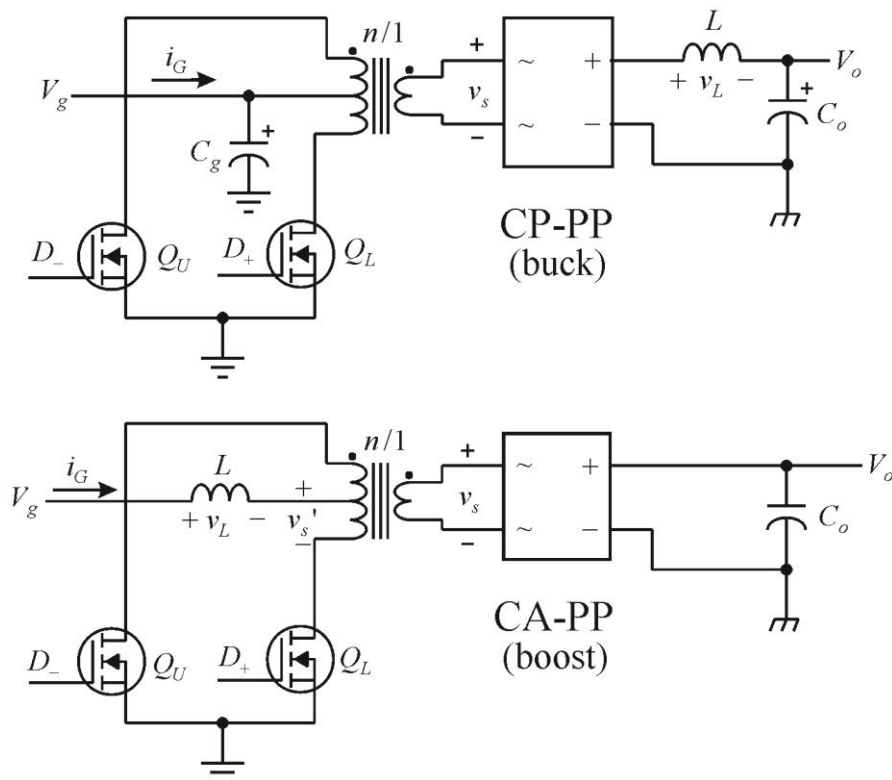 n/1
i_G
V_g
C_g
+
+
v_s
−
~
~
+
−
L
+ v_L −
V_o
+
C_o
CP-PP
(buck)
D_−
Q_U
D_+
Q_L
n/1
i_G
V_g
L
+ v_L −
+
v_s'
−
+
v_s
−
~
~
+
−
V_o
C_o
CA-PP
(boost)
D_−
Q_U
D_+
Q_L